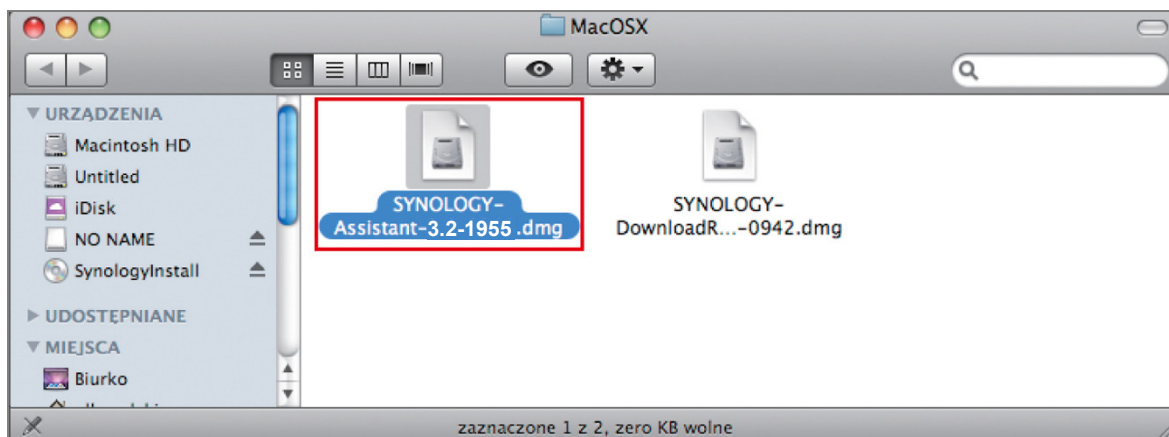 MacOSX
URZĄDZENIA
Macintosh HD
Untitled
iDisk
NO NAME
SynologyInstall
UDOSTĘPNIANE
MIEJSCA
Biurko
SYNOLOGY-
Assistant-3.2-1955.dmg
SYNOLOGY-
DownloadR...-0942.dmg
zaznaczone 1 z 2, zero KB wolne